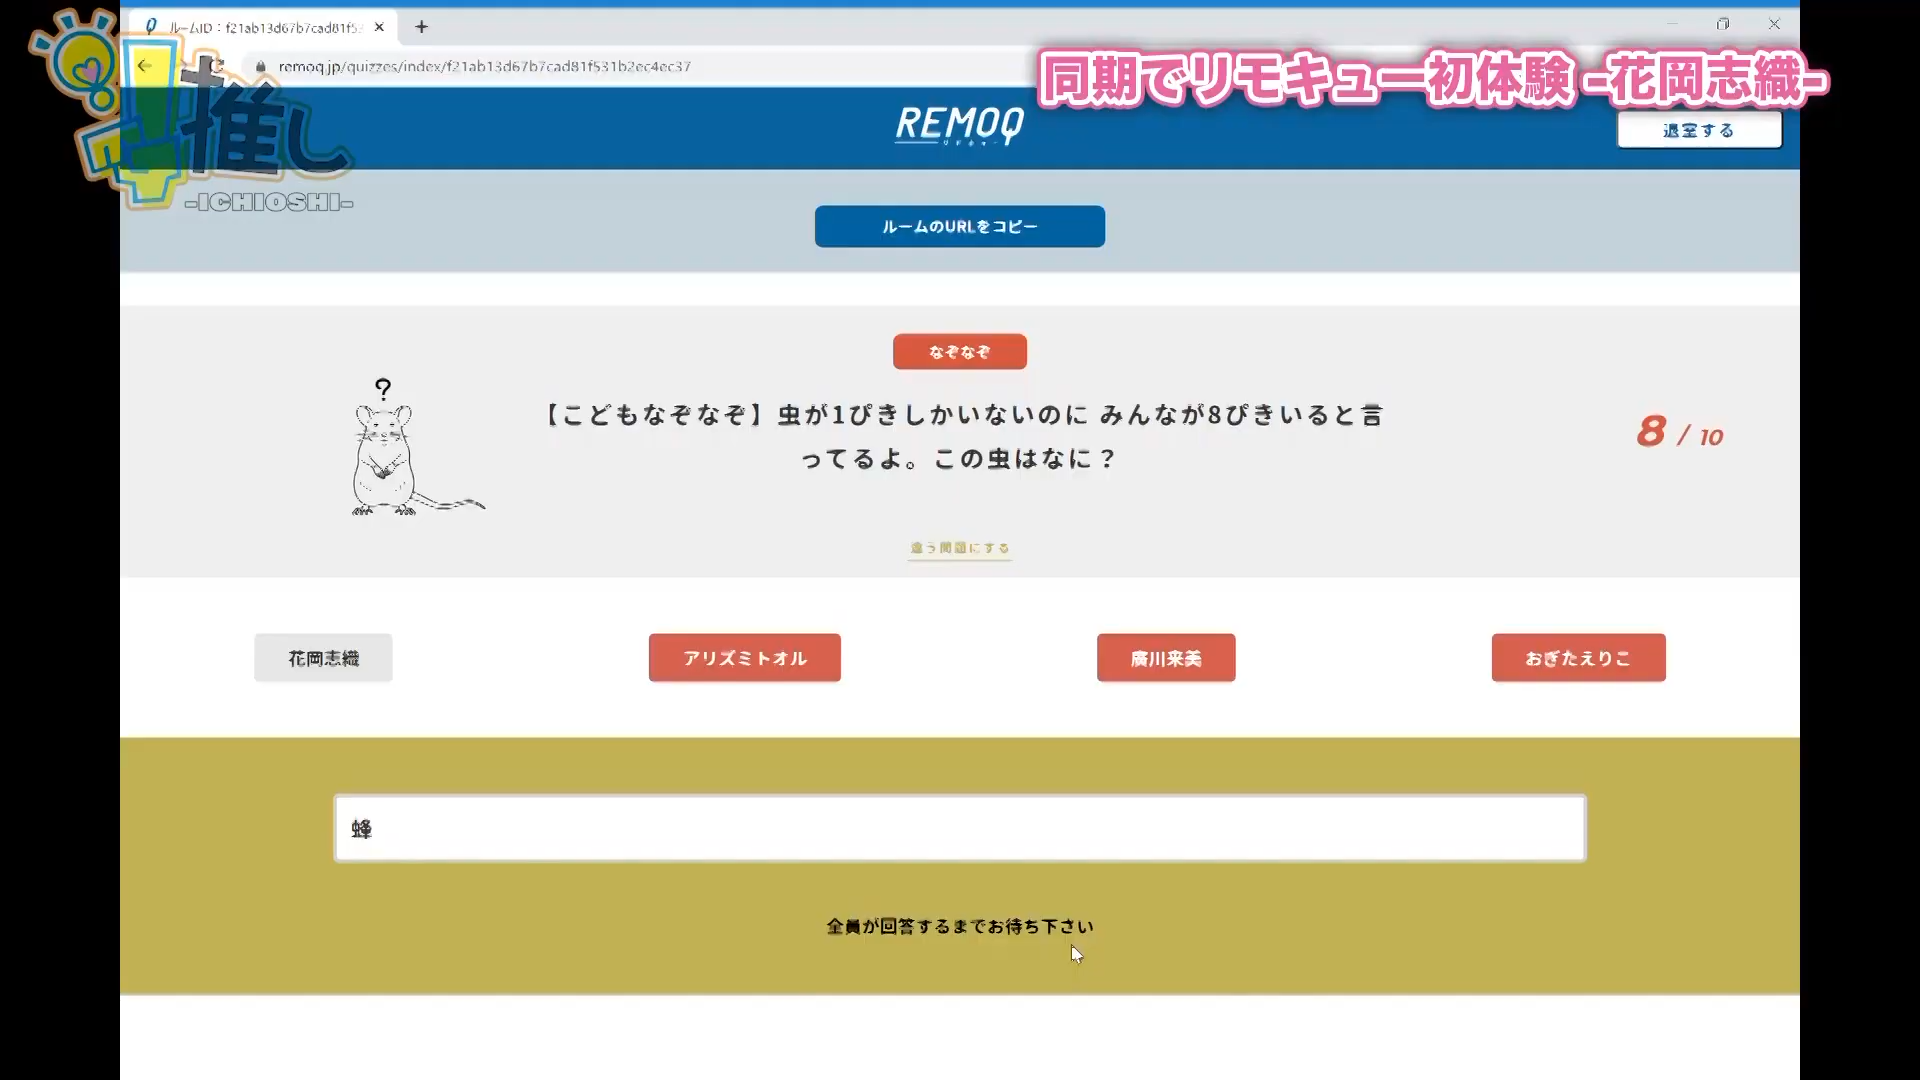 ルームID：f21ab13d67b7cad81f53
remoq.jp/quizzes/index/f21ab13d67b7cad81f531b2ec4ec37
同期でリモキュー初体験 -花岡志織-
推し
-ICHIOSHI-
REMOQ
リモキュー
退室する
ルームのURLをコピー
なぞなぞ
?
【こどもなぞなぞ】虫が1ぴきしかいないのに みんなが8ぴきいると言
ってるよ。この虫はなに？
8 / 10
違う問題にする
花岡志織
アリズミトオル
廣川来美
おぎたえりこ
蜂
全員が回答するまでお待ち下さい